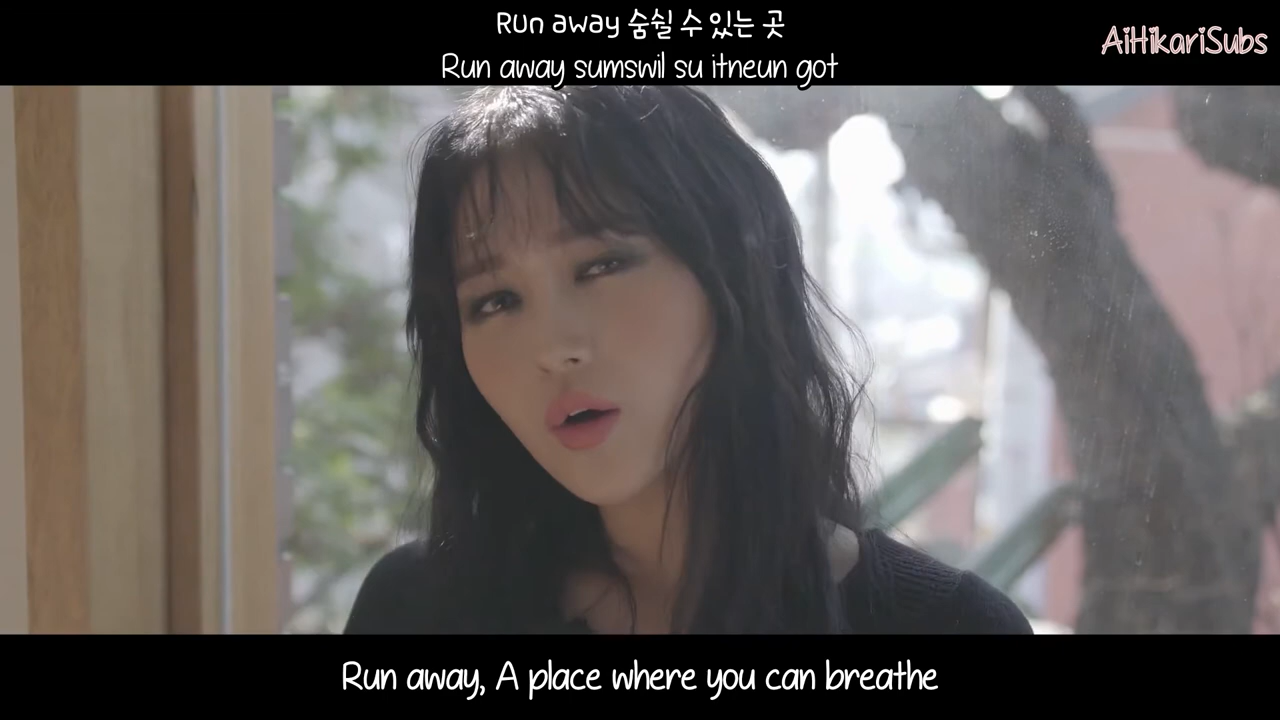 Run away 숨쉴 수 있는 곳
Run away sumswil su itneun got
AiHikariSubs
Run away, A place where you can breathe